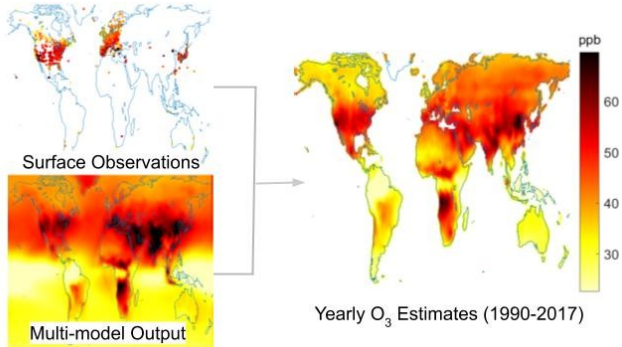 Surface Observations
Multi-model Output
ppb
60
50
40
30
Yearly O₃ Estimates (1990-2017)